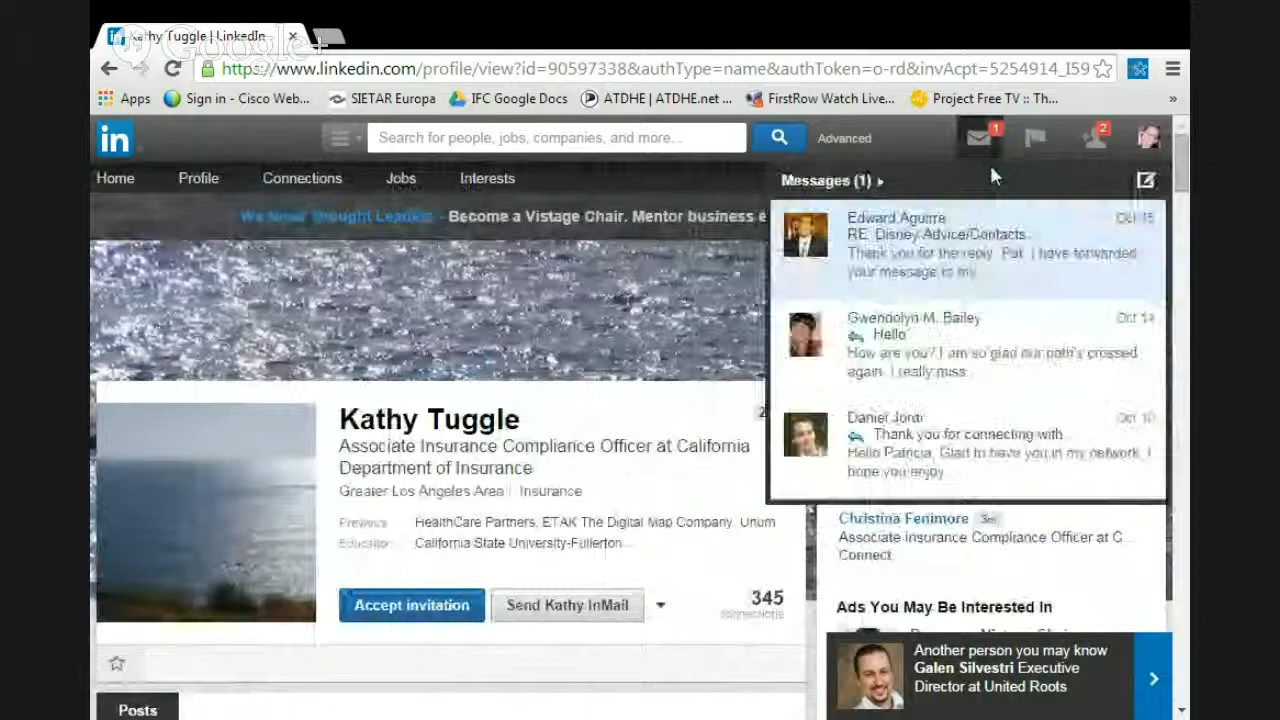 Kathy Tuggle | LinkedIn
Google+
https://www.linkedin.com/profile/view?id=90597338&authType=name&authToken=o-rd&invAcpt=5254914_I59
Apps Sign in - Cisco Web... SIETAR Europa IFC Google Docs ATDHE | ATDHE.net ... FirstRow Watch Live... Project Free TV :: Th... »
in Search for people, jobs, companies, and more... Advanced 1 2
Home Profile Connections Jobs Interests
Messages (1)
We Need Thought Leaders - Become a Vistage Chair. Mentor business e
Edward Aguirre Oct 15
RE: Disney Advice/Contacts
Thank you for the reply, Pat. I have forwarded
your message to my
Gwendolyn M. Bailey Oct 14
Hello
How are you? I am so glad our path's crossed
again. I really miss
Daniel Jordi Oct 10
Thank you for connecting with
Hello Patricia, Glad to have you in my network, I
hope you enjoy
Kathy Tuggle
Associate Insurance Compliance Officer at California
Department of Insurance
Greater Los Angeles Area | Insurance
Previous HealthCare Partners, ETAK The Digital Map Company, Unum
Education California State University-Fullerton
Accept invitation Send Kathy InMail 345
connections
Christina Fenimore
Associate Insurance Compliance Officer at C...
Connect
Ads You May Be Interested In
Another person you may know
Galen Silvestri Executive
Director at United Roots
Posts